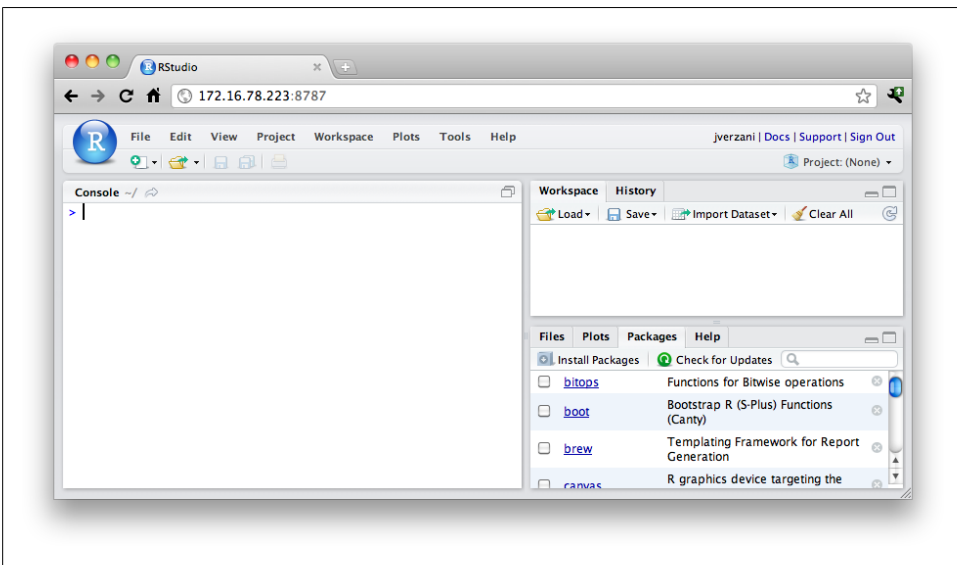 RStudio
172.16.78.223:8787
R File Edit View Project Workspace Plots Tools Help
jverzani | Docs | Support | Sign Out
Project: (None)
Console ~/
>
Workspace History
Load Save Import Dataset Clear All
Files Plots Packages Help
Install Packages Check for Updates
bitops Functions for Bitwise operations
boot Bootstrap R (S-Plus) Functions
(Canty)
brew Templating Framework for Report
Generation
canvas R graphics device targeting the